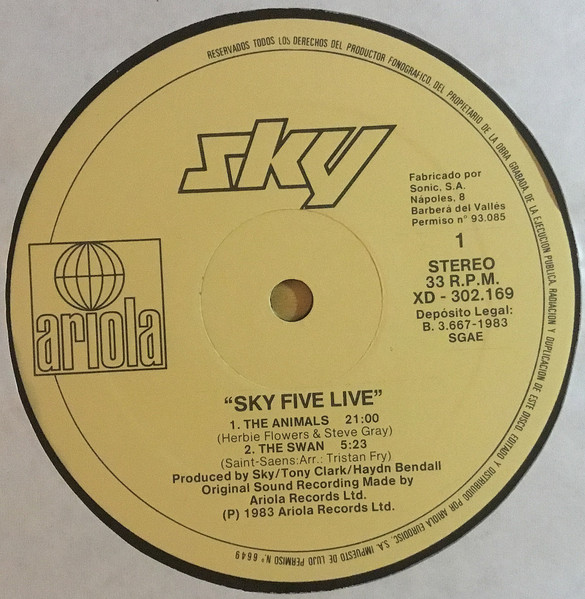 RESERVADOS TODOS LOS DERECHOS DEL PRODUCTOR FONOGRAFICO, DEL PROPIETARIO DE LA OBRA GRABADA, DE LA EJECUCION PUBLICA, RADIACION Y DUPLICACION DE ESTE DISCO, EDITADO Y DISTRIBUIDO POR ARIOLA EURODISC, S.A. IMPUESTO DE LUJO PERMISO N.º 6649
sky
Fabricado por
Sonic, S.A.
Nápoles, 8
Barberá del Vallés
Permiso n° 93.085
1
STEREO
33 R.P.M.
XD - 302.169
Depósito Legal:
B. 3.667-1983
SGAE
ariola
“SKY FIVE LIVE”
1. THE ANIMALS 21:00
(Herbie Flowers & Steve Gray)
2. THE SWAN 5:23
(Saint-Saens:Arr.: Tristan Fry)
Produced by Sky/Tony Clark/Haydn Bendall
Original Sound Recording Made by
Ariola Records Ltd.
(P) 1983 Ariola Records Ltd.